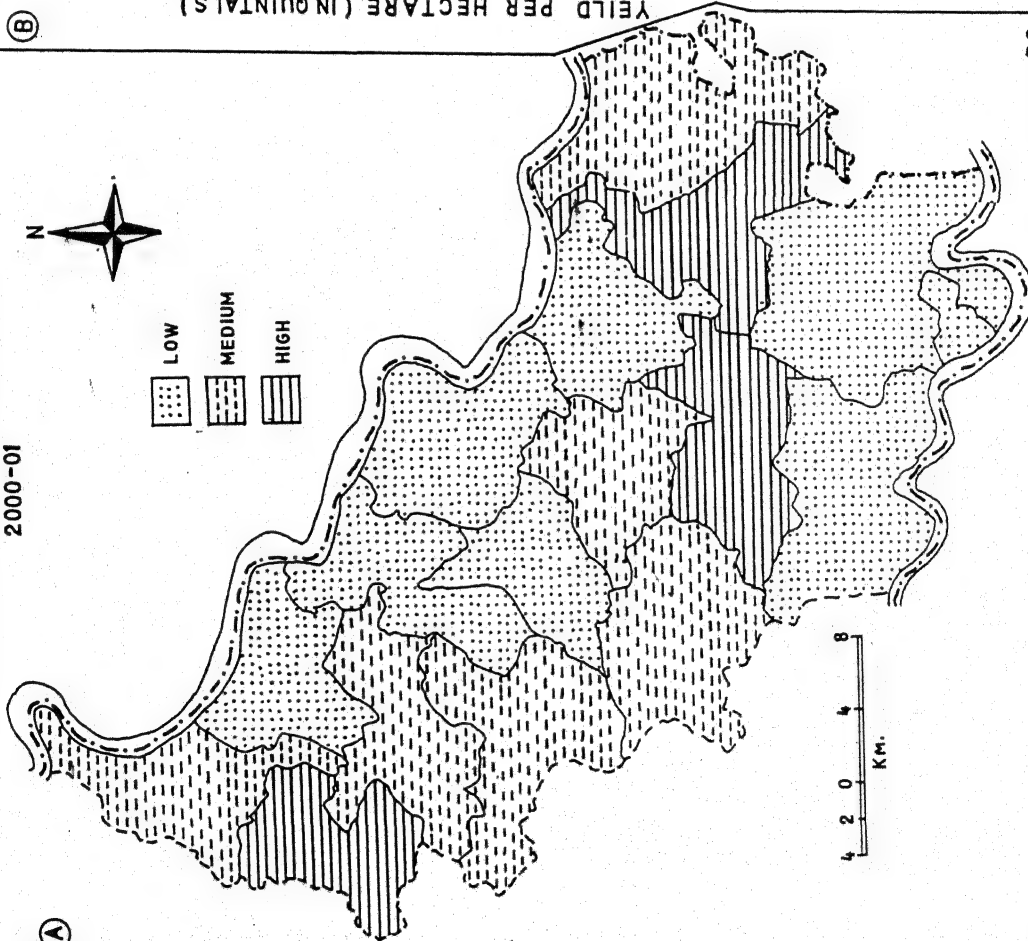 2000-01
A
N
LOW
MEDIUM
HIGH
4 2 0 4 8
Km.
B
YEILD PER HECTARE (IN QUINTALS)